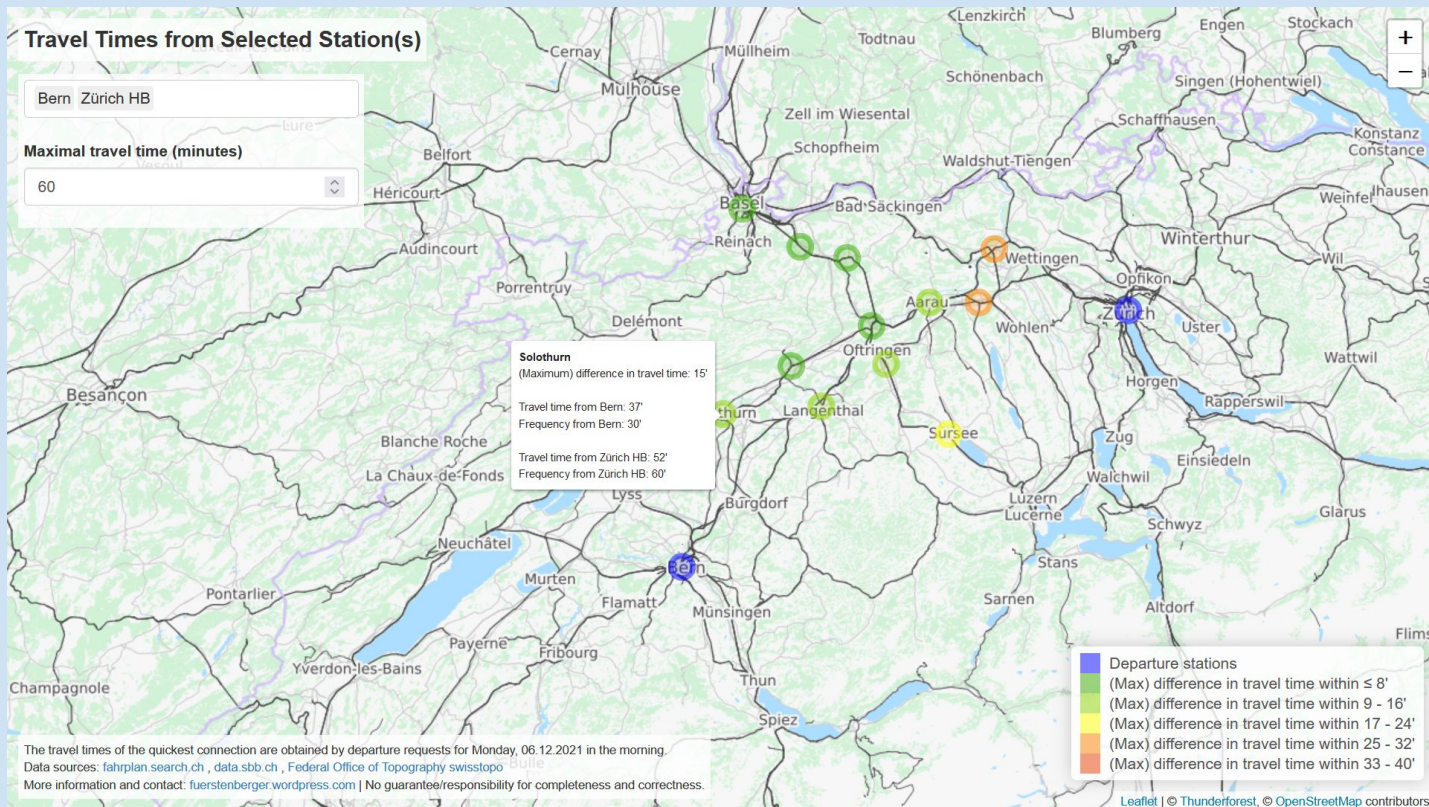 Travel Times from Selected Station(s)
Bern Zürich HB
Maximal travel time (minutes)
60
+
−
Lenzkirch
Engen
Stockach
Todtnau
Blumberg
Cernay
Müllheim
Schönenbach
Singen (Hohentwiel)
Mulhouse
Zell im Wiesental
Schaffhausen
Lure
Konstanz
Constance
Vesoul
Belfort
Schopfheim
Waldshut-Tiengen
Héricourt
Basel
Bad Säckingen
Weinfel
lhausen
Audincourt
Reinach
Wettingen
Winterthur
Wil
Porrentruy
Opfikon
Aarau
Zürich
Delémont
Wohlen
Uster
Oftringen
Wattwil
Solothurn
(Maximum) difference in travel time: 15'
Travel time from Bern: 37'
Frequency from Bern: 30'
Travel time from Zürich HB: 52'
Frequency from Zürich HB: 60'
Horgen
Besançon
Rapperswil
thurn
Langenthal
Blanche Roche
Sursee
Zug
La Chaux-de-Fonds
Einsiedeln
Walchwil
Lyss
Burgdorf
Luzern
Lucerne
Glarus
Schwyz
Neuchâtel
Stans
Bern
Murten
Pontarlier
Flamatt
Münsingen
Sarnen
Altdorf
Flims
Payerne
Fribourg
Yverdon-les-Bains
Champagnole
Thun
Spiez
Bulle
Departure stations
(Max) difference in travel time within ≤ 8'
(Max) difference in travel time within 9 - 16'
(Max) difference in travel time within 17 - 24'
(Max) difference in travel time within 25 - 32'
(Max) difference in travel time within 33 - 40'
The travel times of the quickest connection are obtained by departure requests for Monday, 06.12.2021 in the morning.
Data sources: fahrplan.search.ch , data.sbb.ch , Federal Office of Topography swisstopo
More information and contact: fuerstenberger.wordpress.com | No guarantee/responsibility for completeness and correctness.
Leaflet | © Thunderforest, © OpenStreetMap contributors